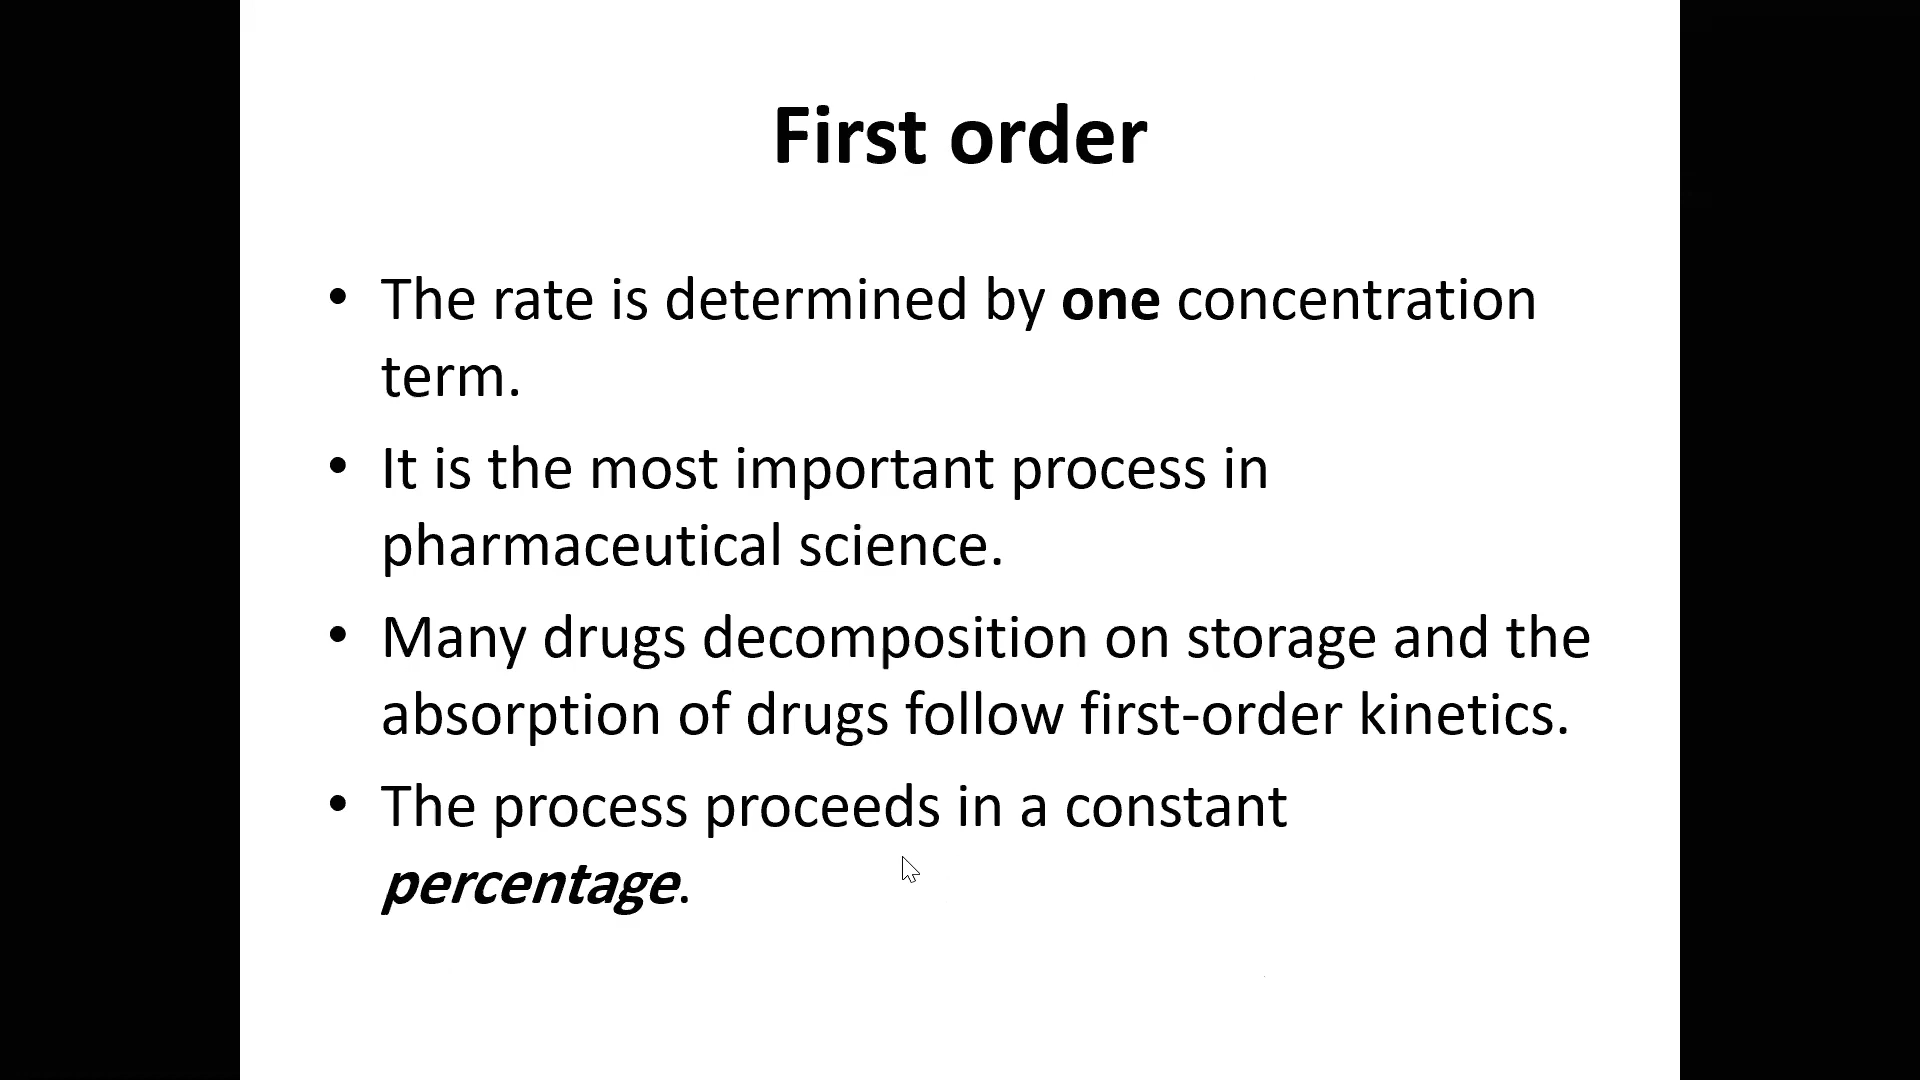 First order
• The rate is determined by one concentration
term.
• It is the most important process in
pharmaceutical science.
• Many drugs decomposition on storage and the
absorption of drugs follow first-order kinetics.
• The process proceeds in a constant
percentage.